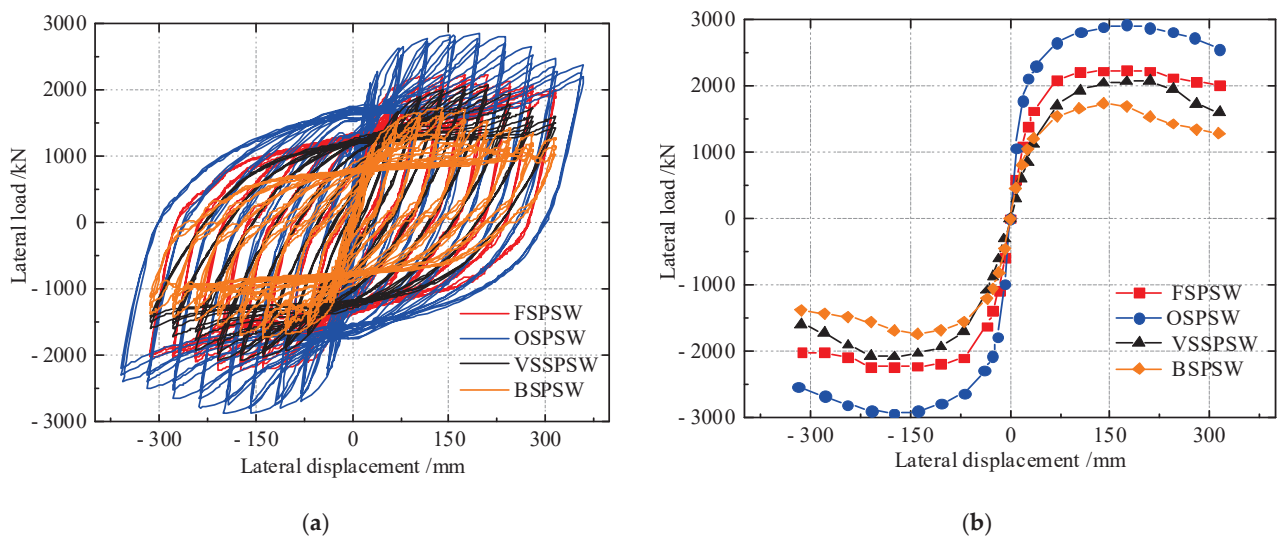 3000
2000
1000
0
- 1000
- 2000
- 3000
Lateral load /kN
- 300
- 150
0
150
300
Lateral displacement /mm
FSPSW
OSPSW
VSSPSW
BSPSW
(a)
3000
2000
1000
0
- 1000
- 2000
- 3000
Lateral load /kN
- 300
- 150
0
150
300
Lateral displacement /mm
FSPSW
OSPSW
VSSPSW
BSPSW
(b)